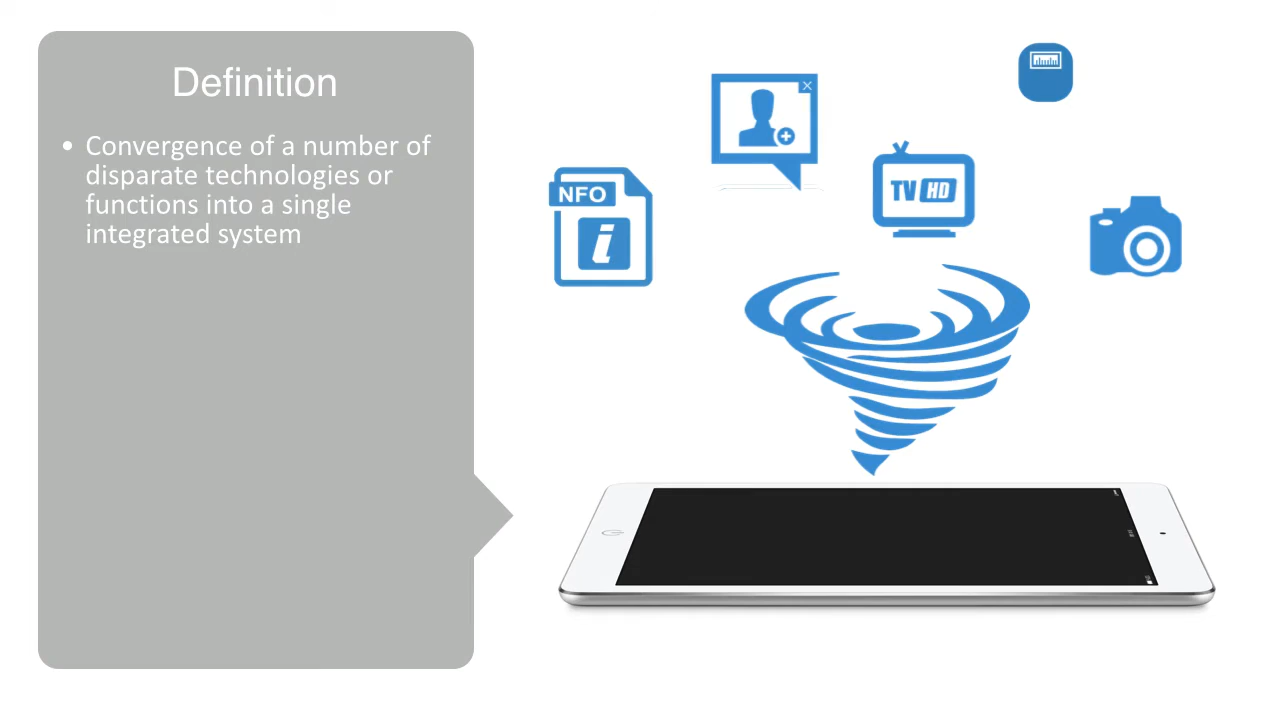 Definition
• Convergence of a number of
disparate technologies or
functions into a single
integrated system
NFO
i
TV HD